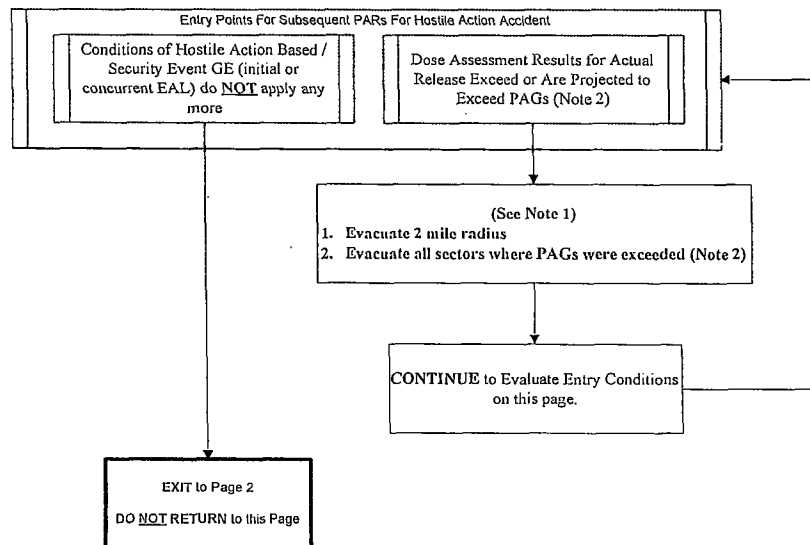 Entry Points For Subsequent PARs For Hostile Action Accident
Conditions of Hostile Action Based /
Security Event GE (initial or
concurrent EAL) do NOT apply any
more
Dose Assessment Results for Actual
Release Exceed or Are Projected to
Exceed PAGs (Note 2)
(See Note 1)
1. Evacuate 2 mile radius
2. Evacuate all sectors where PAGs were exceeded (Note 2)
CONTINUE to Evaluate Entry Conditions
on this page.
EXIT to Page 2
DO NOT RETURN to this Page